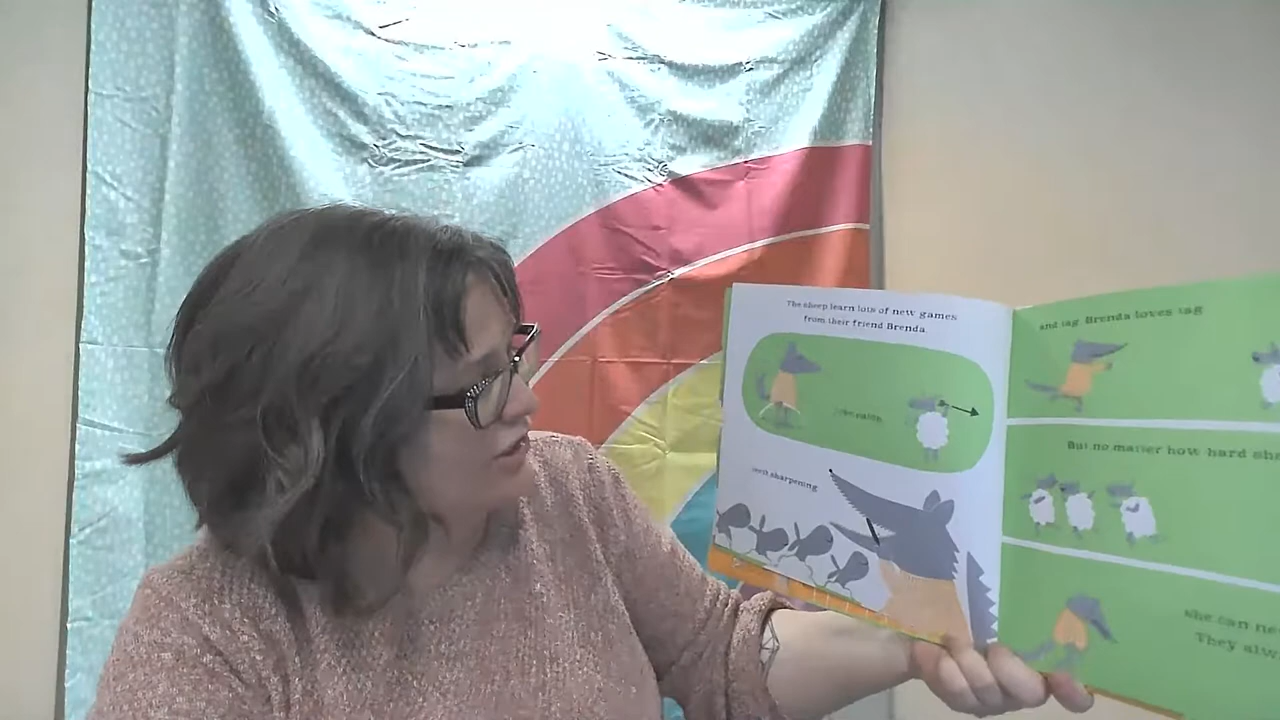 The sheep learn lots of new games
from their friend Brenda.
teeth sharpening
and tag. Brenda loves tag
But no matter how hard she
She can ne
They alw